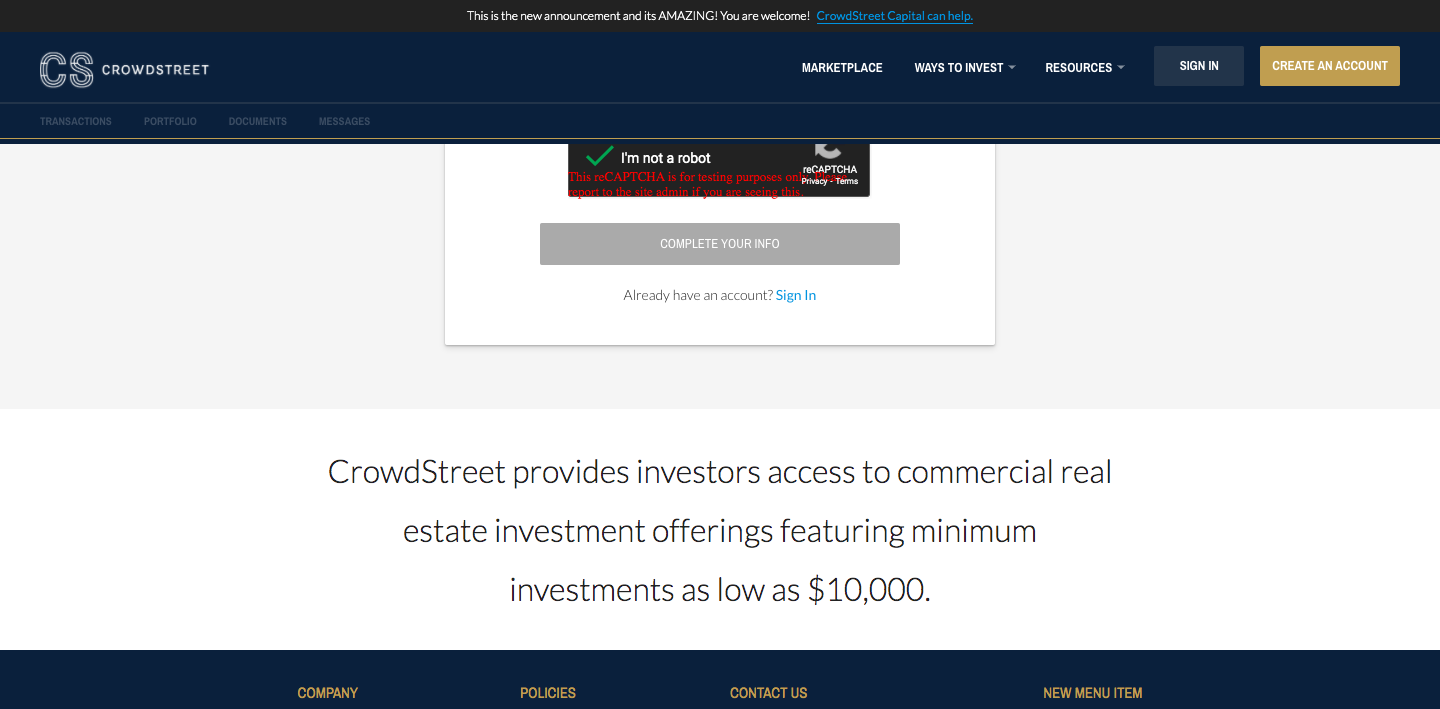 This is the new announcement and its AMAZING! You are welcome! CrowdStreet Capital can help.
CS CROWDSTREET
MARKETPLACE WAYS TO INVEST RESOURCES SIGN IN CREATE AN ACCOUNT
TRANSACTIONS PORTFOLIO DOCUMENTS MESSAGES
I'm not a robot
reCAPTCHA
Privacy - Terms
This reCAPTCHA is for testing purposes only. Please
report to the site admin if you are seeing this.
COMPLETE YOUR INFO
Already have an account? Sign In
CrowdStreet provides investors access to commercial real
estate investment offerings featuring minimum
investments as low as $10,000.
COMPANY POLICIES CONTACT US NEW MENU ITEM